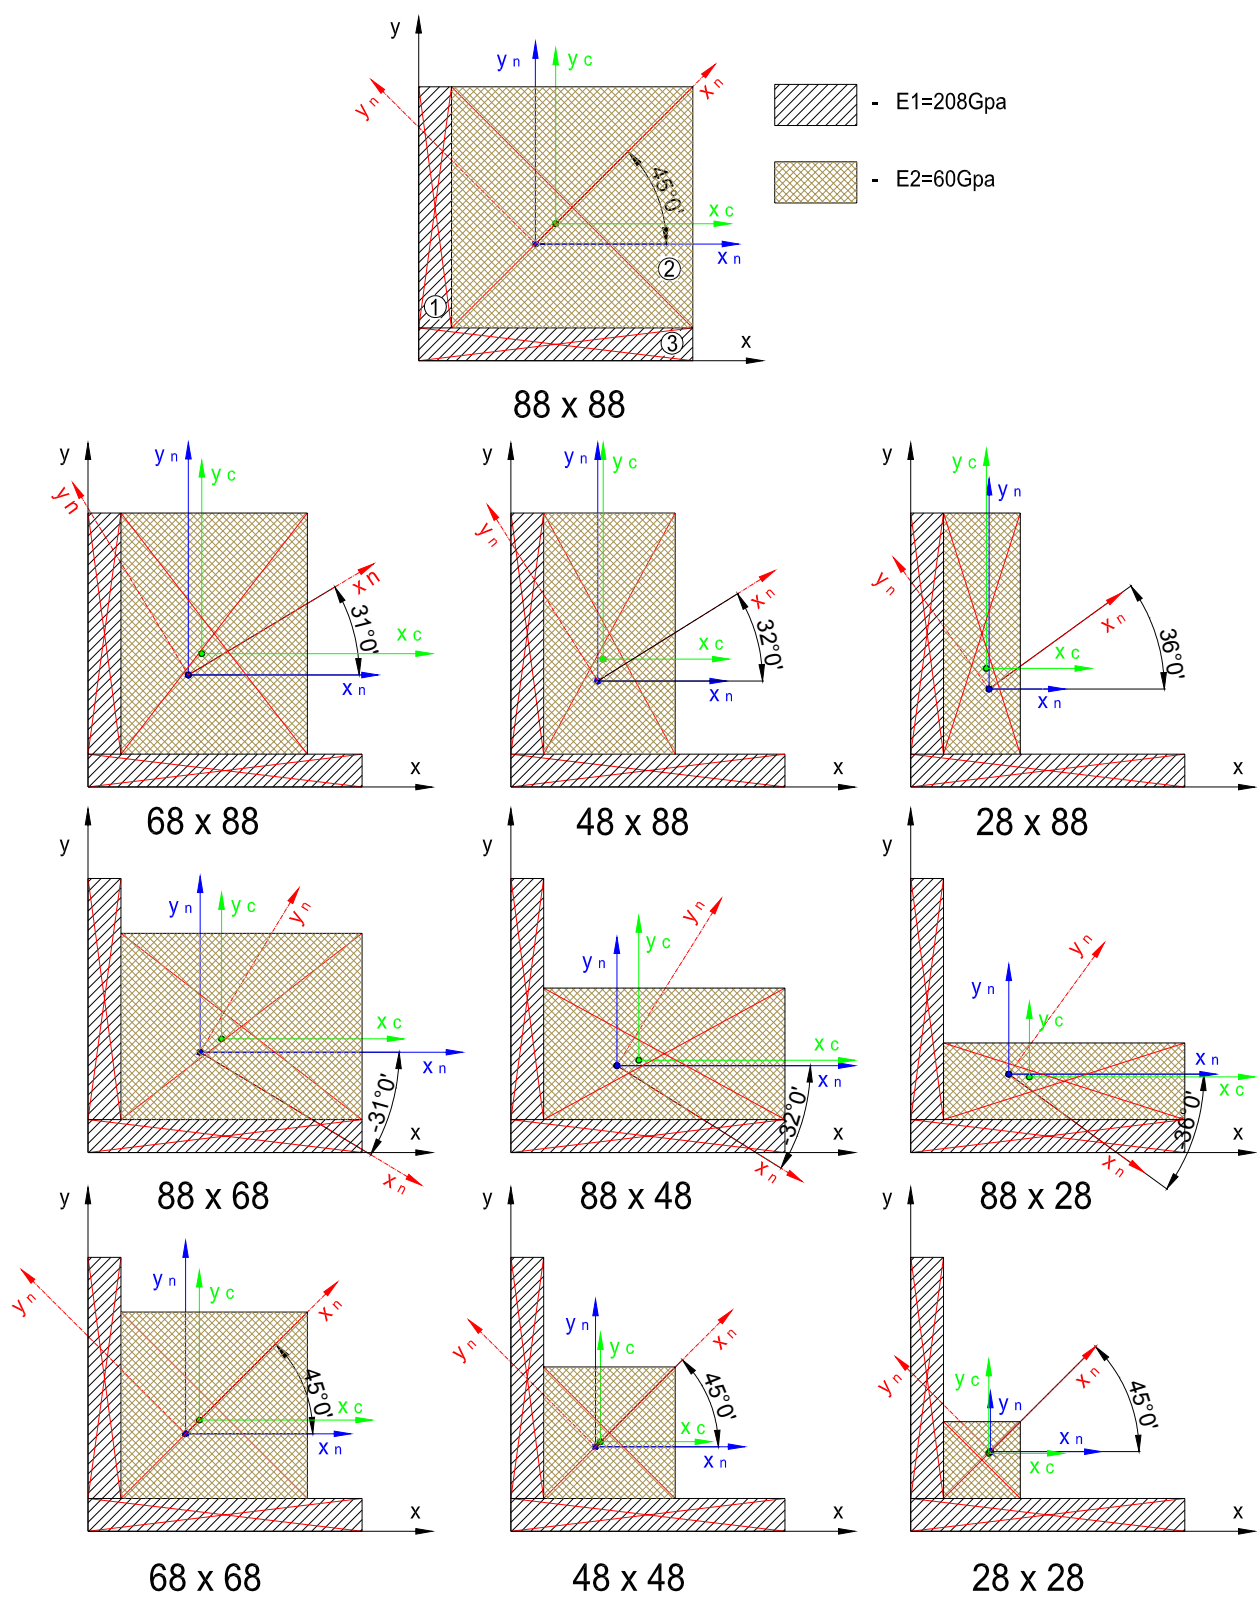 y
y n
y c
x n
y n
E1=208Gpa
-
E2=60Gpa
-
45°0'
x c
x n
2
1
3
x
88 x 88
y
y n
y c
y n
x n
31°0'
x c
x n
x
68 x 88
y
y n
y c
y n
x n
32°0'
x c
x n
x
48 x 88
y
y c
y n
y n
x n
36°0'
x c
x n
x
28 x 88
y
y n
y c
y n
x c
x n
-31°0'
x
x n
88 x 68
y
y n
y c
y n
x c
x n
-32°0'
x
x n
88 x 48
y
y n
y n
y c
x n
x c
-36°0'
x
x n
88 x 28
y
y n
y n
y c
x n
45°0'
x c
x n
x
68 x 68
y
y n
y n
y c
x n
45°0'
x c
x n
x
48 x 48
y
y n
y c
y n
x n
45°0'
x n
x c
x
28 x 28